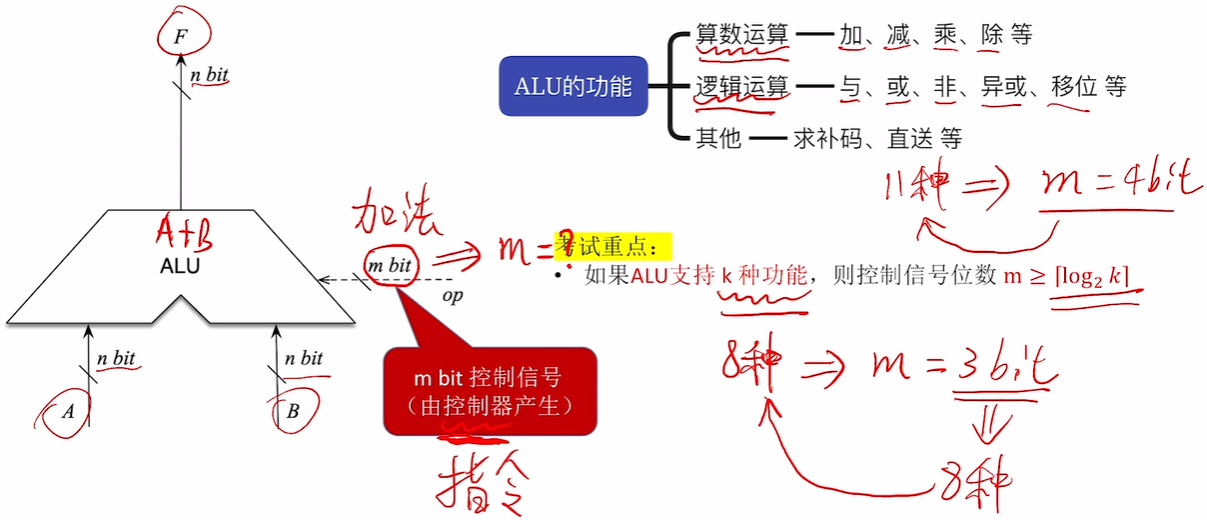 F
n bit
A+B
ALU
n bit
n bit
A
B
加法
m bit
⇒ m=?
op
m bit 控制信号
(由控制器产生)
指令
ALU的功能
算数运算
加、减、乘、除 等
逻辑运算
与、或、非、异或、移位 等
其他
求补码、直送 等
11种 ⇒ m=4bit
考试重点:
• 如果ALU支持 k 种功能,则控制信号位数 m ≥ ⌈log₂ k⌉
8种 ⇒ m = 3bit
⇓
8种